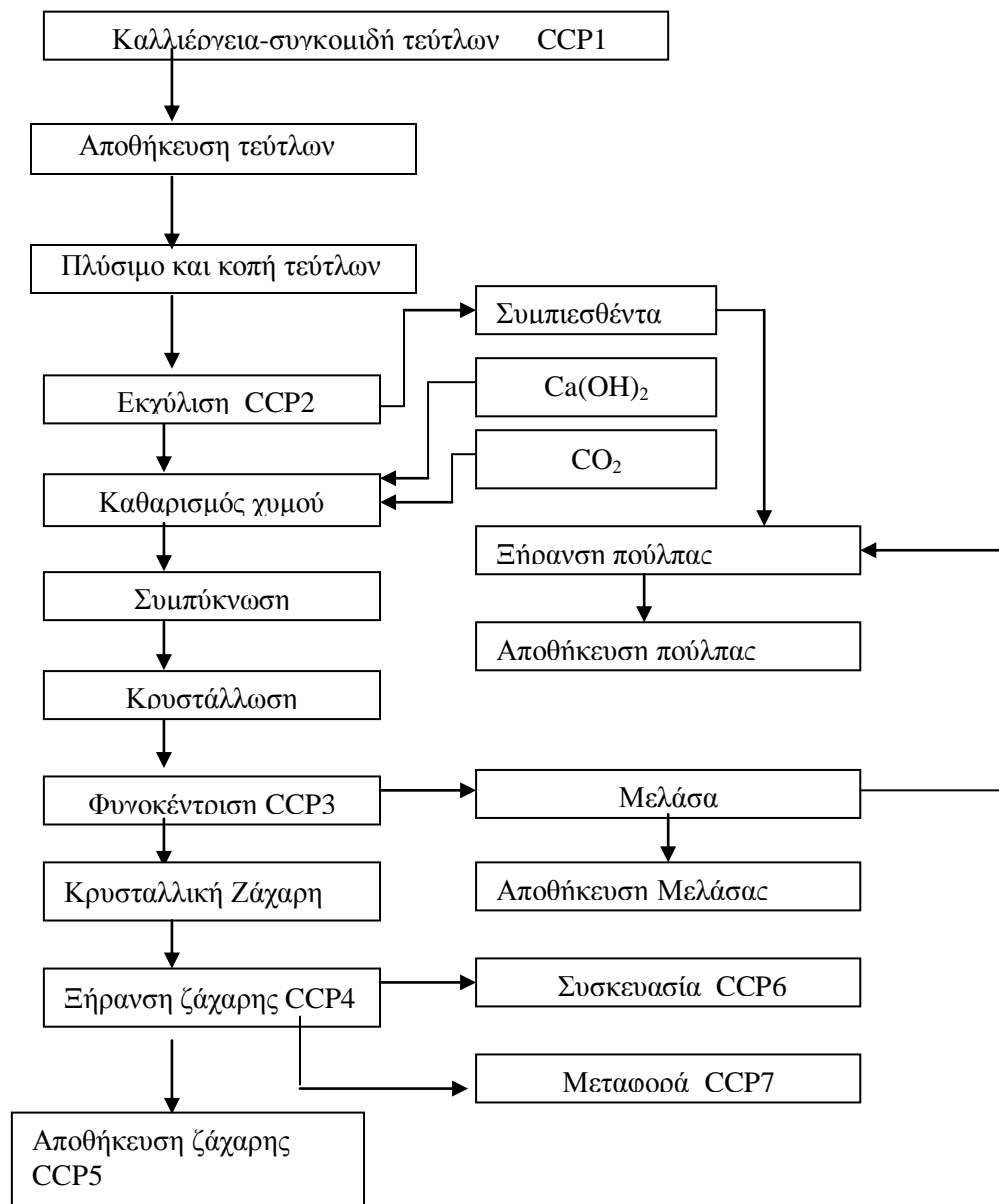 Καλλιέργεια-συγκομιδή τεύτλων CCP1
Αποθήκευση τεύτλων
Πλύσιμο και κοπή τεύτλων
Συμπιεσθέντα
Εκχύλιση CCP2
Ca(OH)₂
CO₂
Καθαρισμός χυμού
Ξήρανση πούλπας
Συμπύκνωση
Αποθήκευση πούλπας
Κρυστάλλωση
Φυγοκέντριση CCP3
Μελάσα
Κρυσταλλική Ζάχαρη
Αποθήκευση Μελάσας
Ξήρανση ζάχαρης CCP4
Συσκευασία CCP6
Μεταφορά CCP7
Αποθήκευση ζάχαρης
CCP5